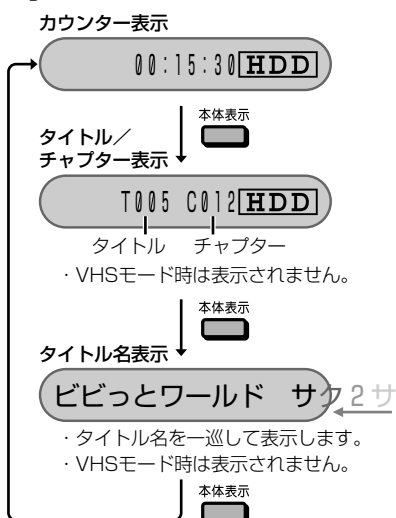 カウンター表示
00:15:30 HDD
本体表示
タイトル／
チャプター表示
T005 C012 HDD
タイトル チャプター
・VHSモード時は表示されません。
本体表示
タイトル名表示
ビビっとワールド サク2サ
・タイトル名を一巡して表示します。
・VHSモード時は表示されません。
本体表示